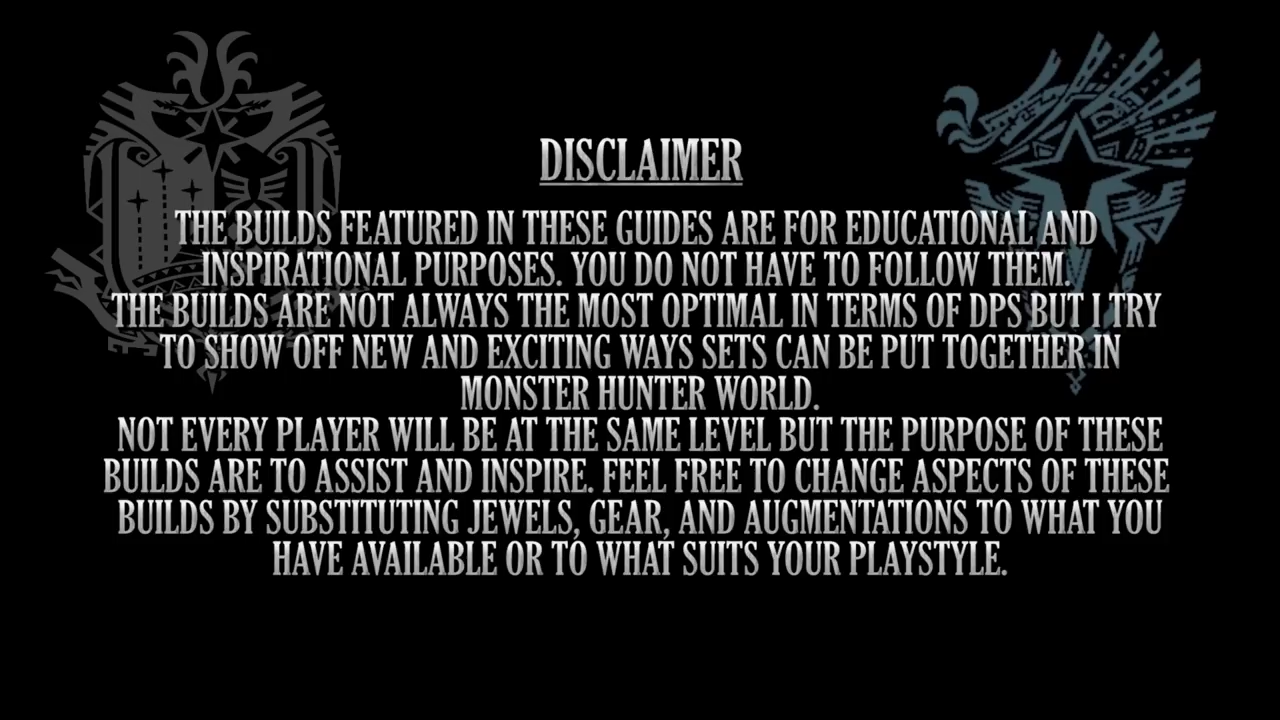 DISCLAIMER
THE BUILDS FEATURED IN THESE GUIDES ARE FOR EDUCATIONAL AND
INSPIRATIONAL PURPOSES. YOU DO NOT HAVE TO FOLLOW THEM.
THE BUILDS ARE NOT ALWAYS THE MOST OPTIMAL IN TERMS OF DPS BUT I TRY
TO SHOW OFF NEW AND EXCITING WAYS SETS CAN BE PUT TOGETHER IN
MONSTER HUNTER WORLD.
NOT EVERY PLAYER WILL BE AT THE SAME LEVEL BUT THE PURPOSE OF THESE
BUILDS ARE TO ASSIST AND INSPIRE. FEEL FREE TO CHANGE ASPECTS OF THESE
BUILDS BY SUBSTITUTING JEWELS, GEAR, AND AUGMENTATIONS TO WHAT YOU
HAVE AVAILABLE OR TO WHAT SUITS YOUR PLAYSTYLE.